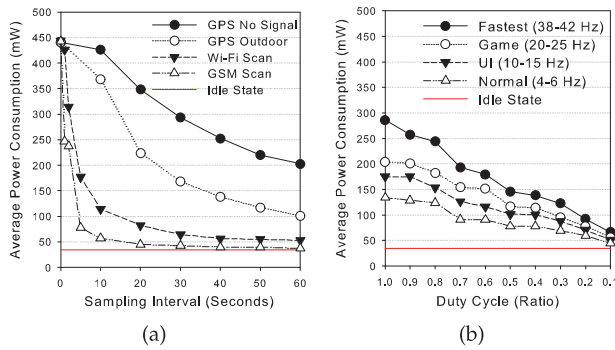 Average Power Consumption (mW)
450
400
350
300
250
200
150
100
50
0
GPS No Signal
GPS Outdoor
Wi-Fi Scan
GSM Scan
Idle State
0 10 20 30 40 50 60
Sampling Interval (Seconds)
(a)
Average Power Consumption (mW)
450
400
350
300
250
200
150
100
50
0
Fastest (38-42 Hz)
Game (20-25 Hz)
UI (10-15 Hz)
Normal (4-6 Hz)
Idle State
1.0 0.9 0.8 0.7 0.6 0.5 0.4 0.3 0.2 0.1
Duty Cycle (Ratio)
(b)